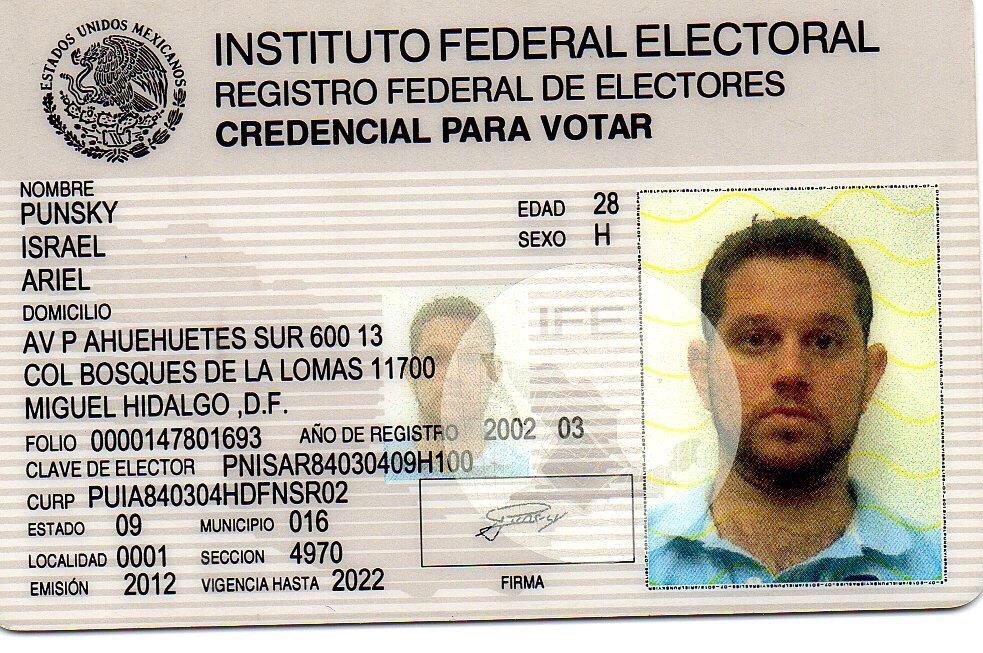 ESTADOS UNIDOS MEXICANOS
INSTITUTO FEDERAL ELECTORAL
REGISTRO FEDERAL DE ELECTORES
CREDENCIAL PARA VOTAR
NOMBRE
PUNSKY
ISRAEL
ARIEL
EDAD 28
SEXO H
DOMICILIO
AV P AHUEHUETES SUR 600 13
COL BOSQUES DE LA LOMAS 11700
MIGUEL HIDALGO ,D.F.
IFE
FOLIO 0000147801693 AÑO DE REGISTRO 2002 03
CLAVE DE ELECTOR PNISAR84030409H100
CURP PUIA840304HDFNSR02
ESTADO 09 MUNICIPIO 016
LOCALIDAD 0001 SECCION 4970
EMISIÓN 2012 VIGENCIA HASTA 2022
FIRMA